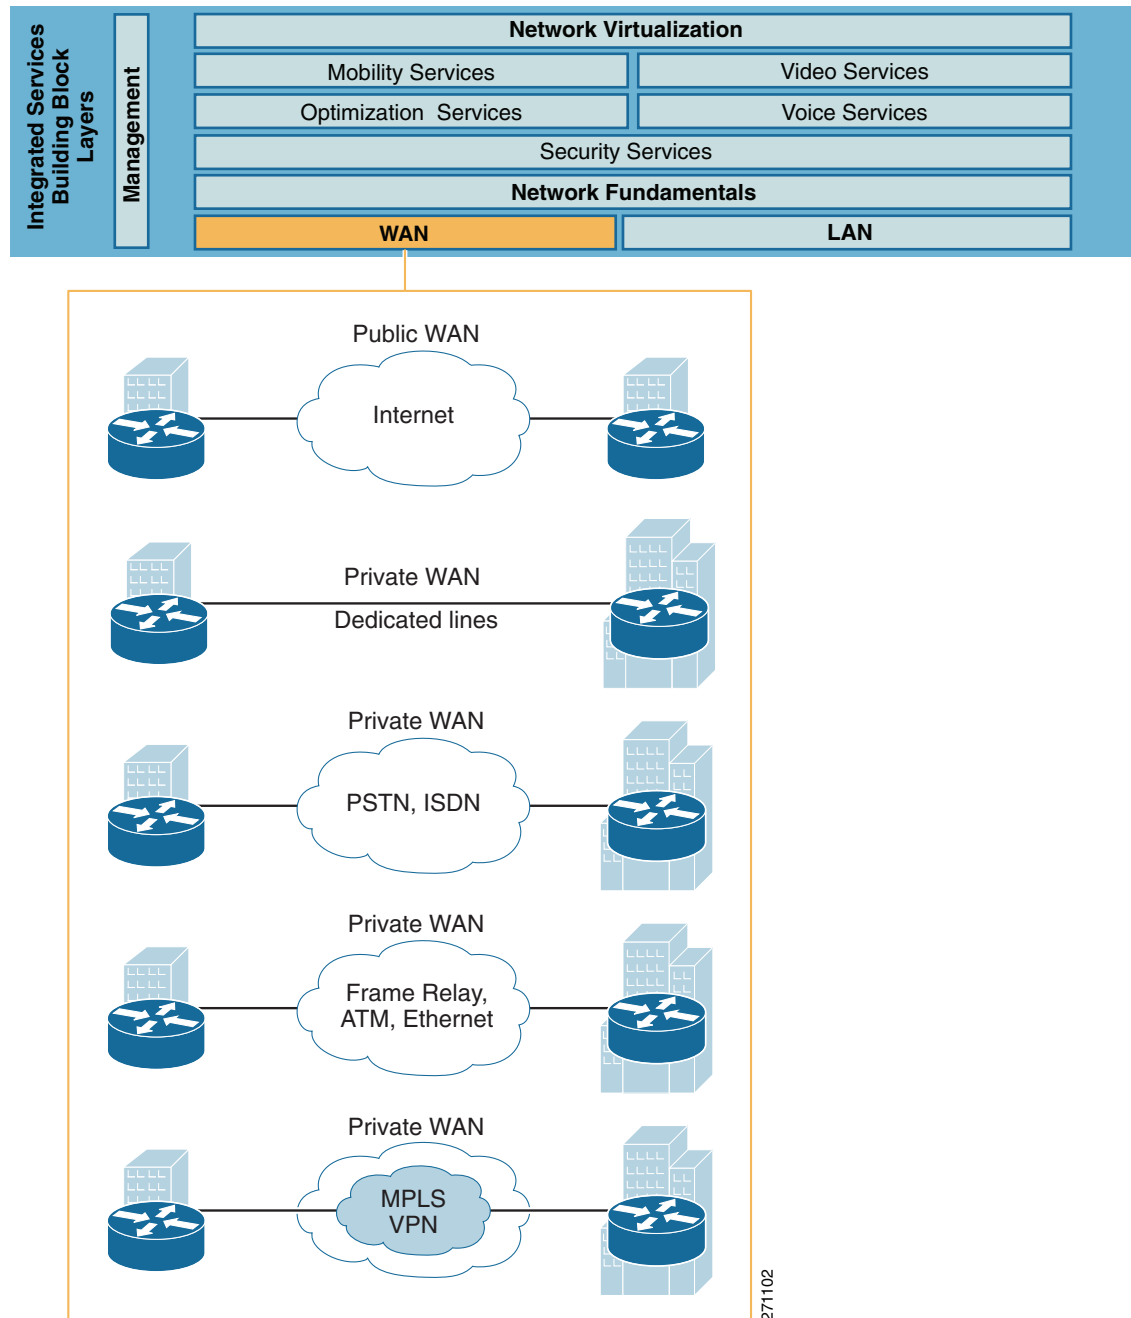 Integrated Services
Building Block
Layers
Management
Network Virtualization
Mobility Services
Video Services
Optimization Services
Voice Services
Security Services
Network Fundamentals
WAN
LAN
Public WAN
Internet
Private WAN
Dedicated lines
Private WAN
PSTN, ISDN
Private WAN
Frame Relay,
ATM, Ethernet
Private WAN
MPLS
VPN
271102